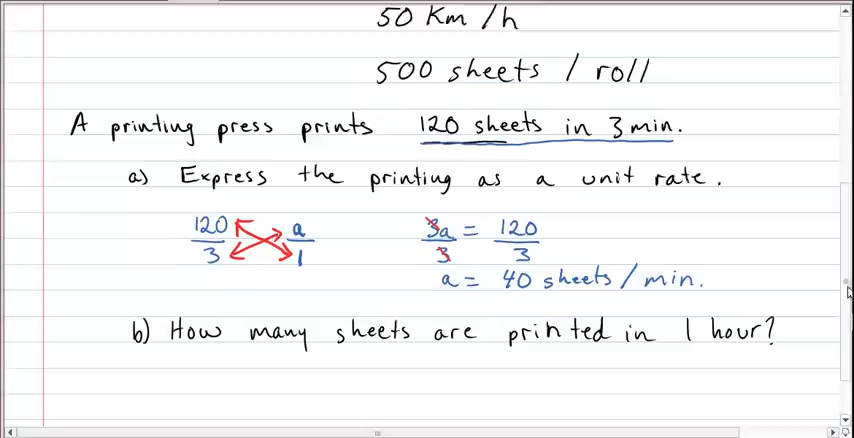 50 Km/h
500 sheets / roll
A printing press prints 120 sheets in 3 min.
a) Express the printing as a unit rate.
120/3 a/1 3a/3 = 120/3
a = 40 sheets/min.
b) How many sheets are printed in 1 hour?